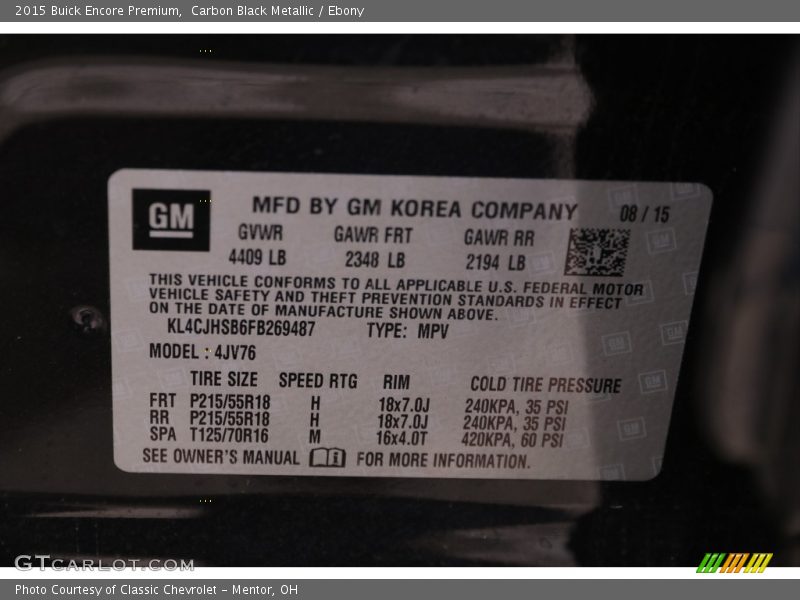 2015 Buick Encore Premium,  Carbon Black Metallic / Ebony
GM
MFD BY GM KOREA COMPANY 08 / 15
GVWR GAWR FRT GAWR RR
4409 LB 2348 LB 2194 LB
THIS VEHICLE CONFORMS TO ALL APPLICABLE U.S. FEDERAL MOTOR
VEHICLE SAFETY AND THEFT PREVENTION STANDARDS IN EFFECT
ON THE DATE OF MANUFACTURE SHOWN ABOVE.
KL4CJHSB6FB269487 TYPE: MPV
MODEL : 4JV76
TIRE SIZE SPEED RTG RIM COLD TIRE PRESSURE
FRT P215/55R18 H 18x7.0J 240KPA, 35 PSI
RR P215/55R18 H 18x7.0J 240KPA, 35 PSI
SPA T125/70R16 M 16x4.0T 420KPA, 60 PSI
SEE OWNER'S MANUAL FOR MORE INFORMATION.
GTCARLOT.COM
Photo Courtesy of Classic Chevrolet - Mentor, OH